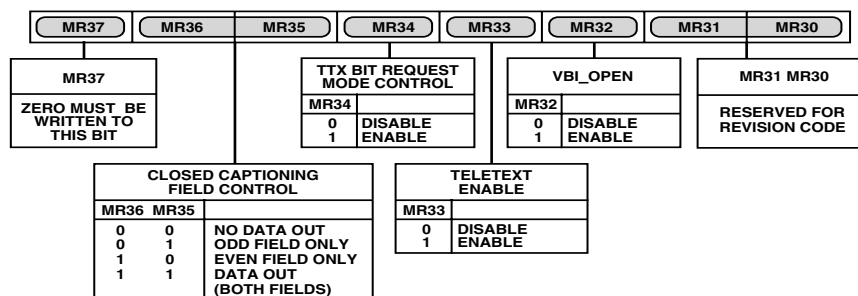 MR37 MR36 MR35 MR34 MR33 MR32 MR31 MR30
MR37
ZERO MUST BE
WRITTEN TO
THIS BIT
TTX BIT REQUEST
MODE CONTROL
MR34
0 DISABLE
1 ENABLE
VBI_OPEN
MR32
0 DISABLE
1 ENABLE
MR31 MR30
RESERVED FOR
REVISION CODE
CLOSED CAPTIONING
FIELD CONTROL
MR36 MR35
0 0 NO DATA OUT
0 1 ODD FIELD ONLY
1 0 EVEN FIELD ONLY
1 1 DATA OUT
(BOTH FIELDS)
TELETEXT
ENABLE
MR33
0 DISABLE
1 ENABLE